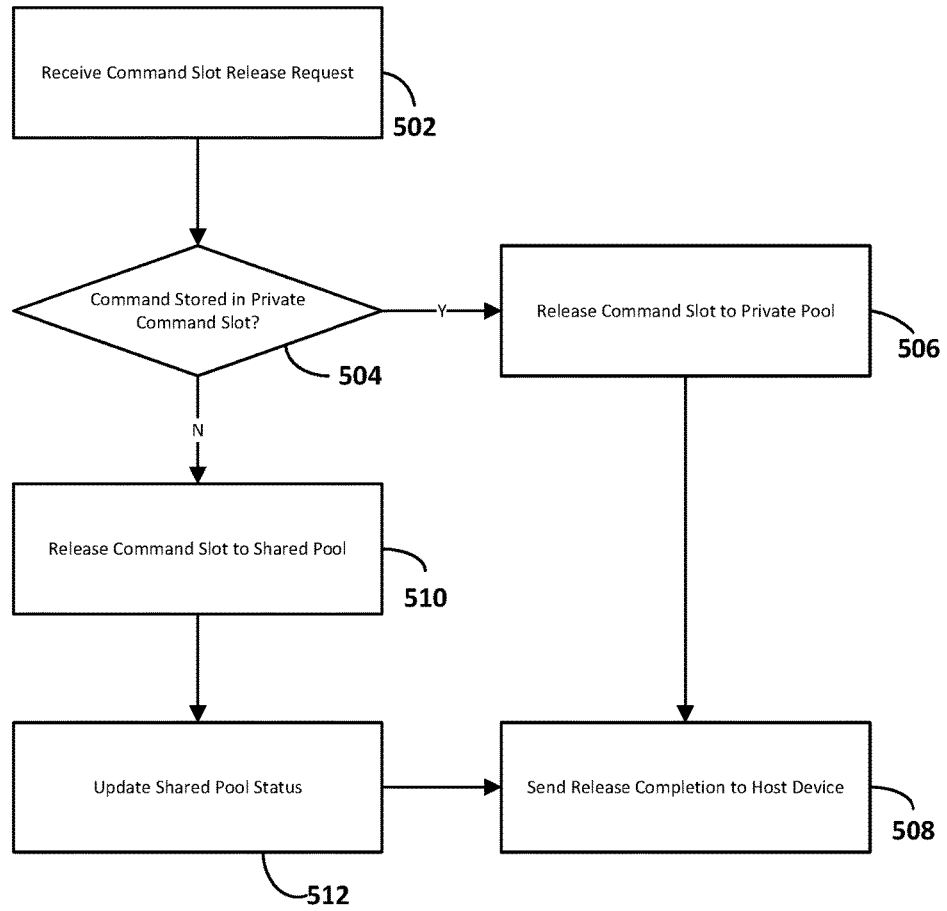 Receive Command Slot Release Request
502
Command Stored in Private
Command Slot?
504
Y
Release Command Slot to Private Pool
506
N
Release Command Slot to Shared Pool
510
Update Shared Pool Status
512
Send Release Completion to Host Device
508